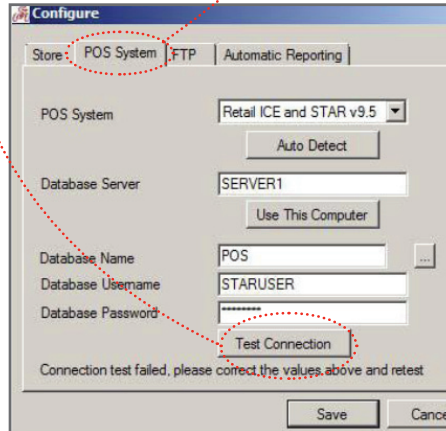 Configure
Store POS System FTP Automatic Reporting
POS System Retail ICE and STAR v9.5
Auto Detect
Database Server SERVER1
Use This Computer
Database Name POS ...
Database Username STARUSER
Database Password ********
Test Connection
Connection test failed, please correct the values above and retest
Save Cance